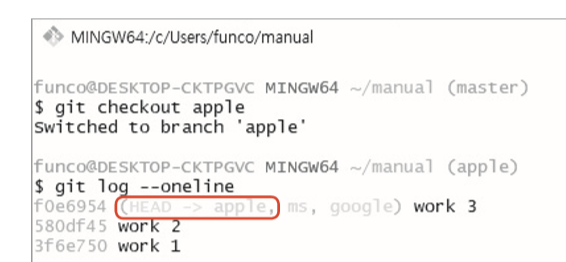 MINGW64:/c/Users/funco/manual
funco@DESKTOP-CKTPGVC MINGW64 ~/manual (master)
$ git checkout apple
Switched to branch 'apple'
funco@DESKTOP-CKTPGVC MINGW64 ~/manual (apple)
$ git log --oneline
f0e6954 (HEAD -> apple, ms, google) work 3
580df45 work 2
3f6e750 work 1